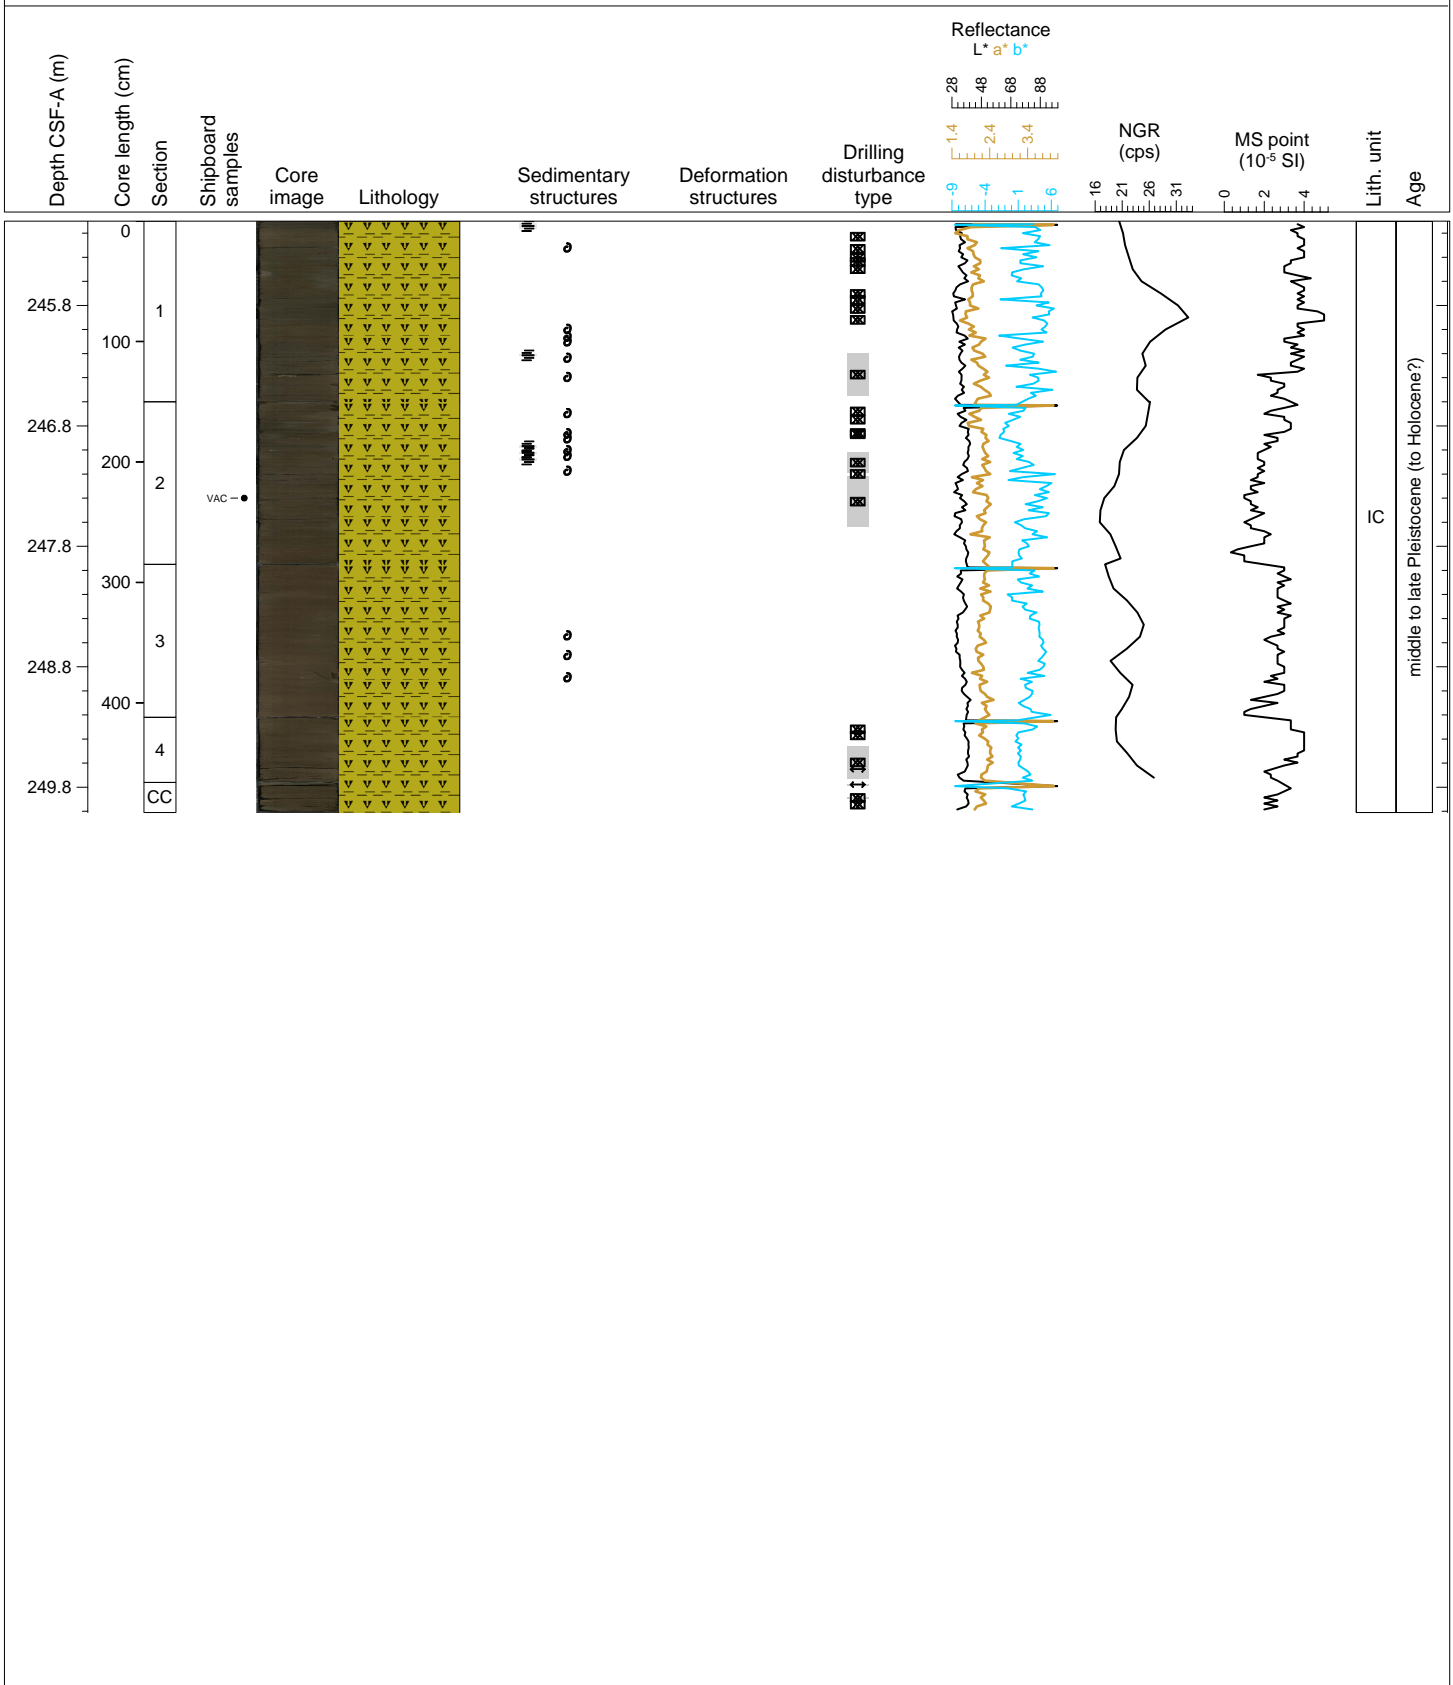 Depth CSF-A (m)
Core length (cm)
Section
Shipboard
samples
Core
image
Lithology
Sedimentary
structures
Deformation
structures
Drilling
disturbance
type
Reflectance
L* a* b*
28 48 68 88
1.4 2.4 3.4
-9 -4 1 6
NGR
(cps)
16 21 26 31
MS point
(10-5 SI)
0 2 4
Lith. unit
Age
0
245.8
1
100
246.8
200
2
VAC
247.8
300
3
248.8
400
4
249.8
CC
IC
middle to late Pleistocene (to Holocene?)